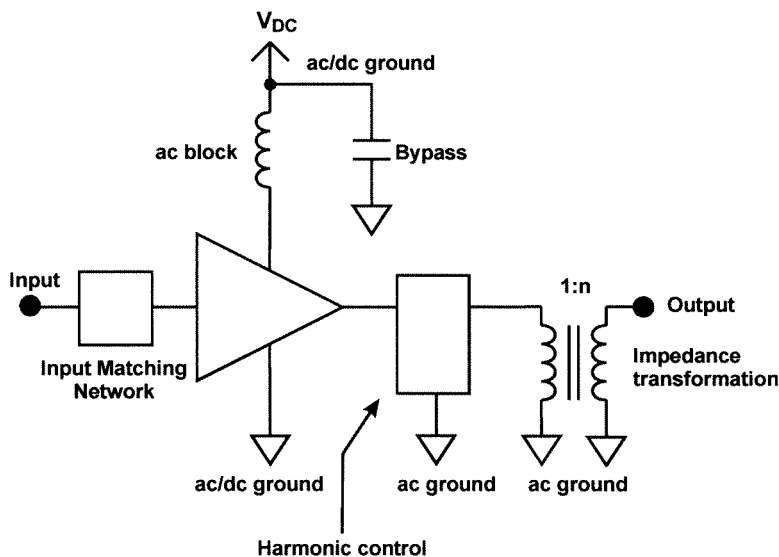 VDC
ac/dc ground
ac block
Bypass
Input
1:n
Output
Input Matching
Network
Impedance
transformation
ac/dc ground
ac ground
ac ground
Harmonic control